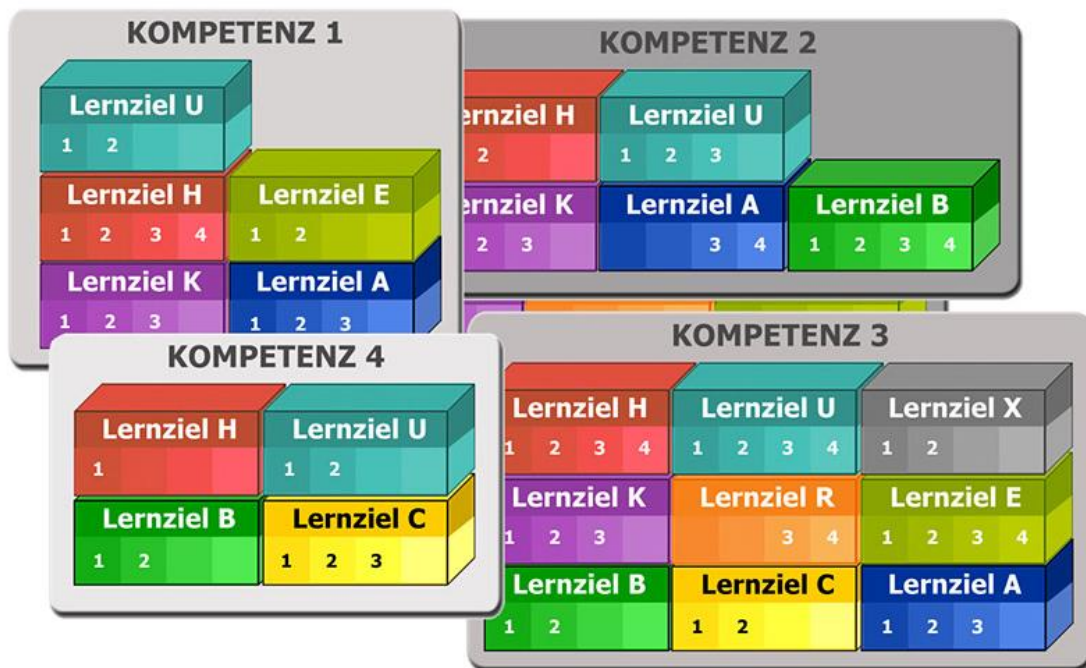 KOMPETENZ 1
Lernziel U
1 2
Lernziel H Lernziel E
1 2 3 4 1 2
Lernziel K Lernziel A
1 2 3 1 2 3
KOMPETENZ 2
ernziel H Lernziel U
2 1 2 3
ernziel K Lernziel A Lernziel B
2 3 3 4 1 2 3 4
KOMPETENZ 4
Lernziel H Lernziel U
1 1 2
Lernziel B Lernziel C
1 2 1 2 3
KOMPETENZ 3
Lernziel H Lernziel U Lernziel X
1 2 3 4 1 2 3 4 1 2
Lernziel K Lernziel R Lernziel E
1 2 3 3 4 1 2 3 4
Lernziel B Lernziel C Lernziel A
1 2 1 2 1 2 3